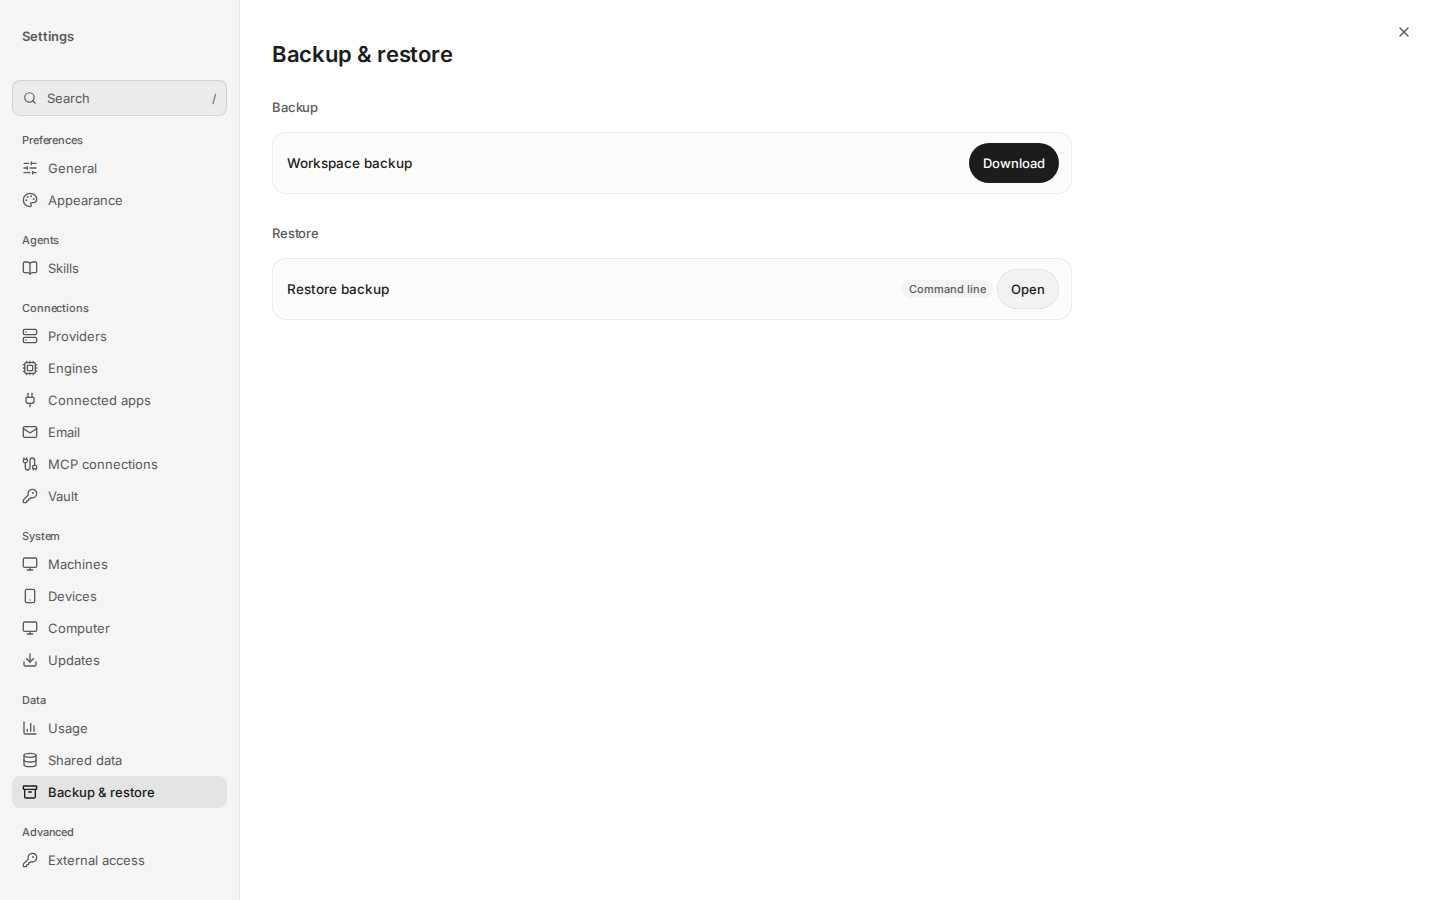 Settings
Search /
Preferences
General
Appearance
Agents
Skills
Connections
Providers
Engines
Connected apps
Email
MCP connections
Vault
System
Machines
Devices
Computer
Updates
Data
Usage
Shared data
Backup & restore
Advanced
External access
Backup & restore
Backup
Workspace backup Download
Restore
Restore backup Command line Open